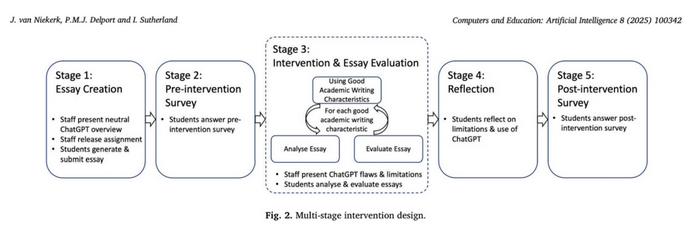 J. van Niekerk, P.M.J. Delport and I. Sutherland
Computers and Education: Artificial Intelligence 8 (2025) 100342
Stage 1:
Essay Creation
• Staff present neutral
ChatGPT overview
• Staff release assignment
• Students generate &
submit essay
Stage 2:
Pre-intervention
Survey
• Students answer pre-
intervention survey
Stage 3:
Intervention & Essay Evaluation
Using Good
Academic Writing
Characteristics
For each good
academic writing
characteristic
Analyse Essay
Evaluate Essay
• Staff present ChatGPT flaws & limitations
• Students analyse & evaluate essays
Stage 4:
Reflection
• Students reflect on
limitations & use of
ChatGPT
Stage 5:
Post-intervention
Survey
• Students answer post-
intervention survey
Fig. 2. Multi-stage intervention design.